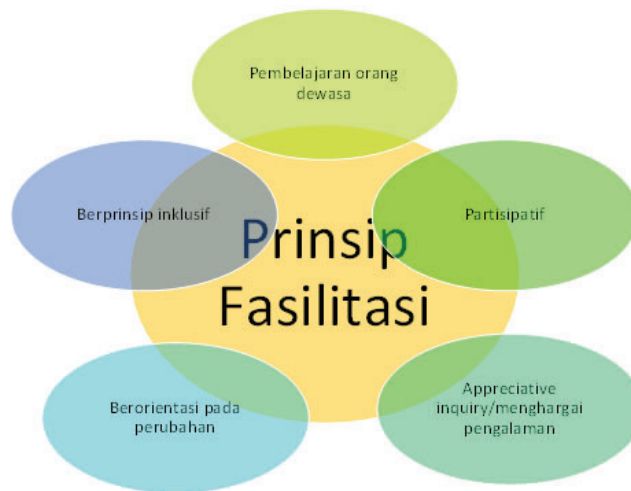 Pembelajaran orang
dewasa
Berprinsip inklusif
Partisipatif
Prinsip
Fasilitasi
Berorientasi pada
perubahan
Appreciative
inquiry/menghargai
pengalaman